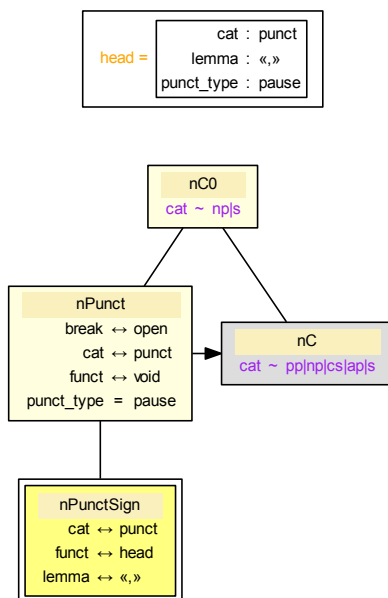 head =
cat : punct
lemma : «,»
punct_type : pause
nC0
cat ~ np|s
nPunct
break ↔ open
cat ↔ punct
funct ↔ void
punct_type = pause
nC
cat ~ pp|np|cs|ap|s
nPunctSign
cat ↔ punct
funct ↔ head
lemma ↔ «,»